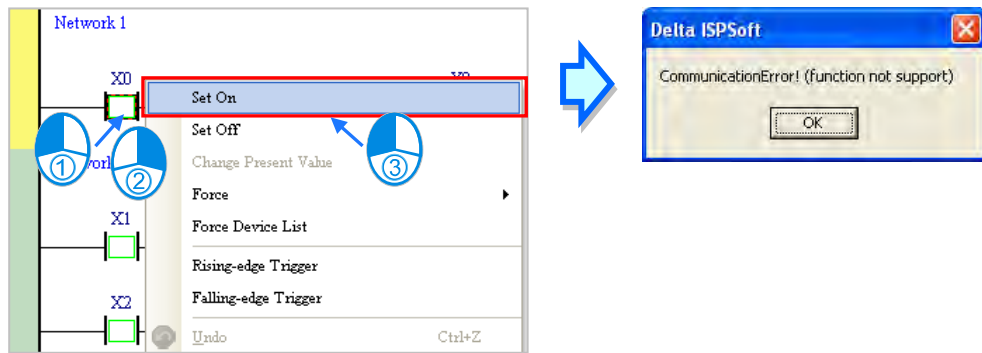 Network 1
X0
Set On
Set Off
Change Present Value
Force
Force Device List
Rising-edge Trigger
Falling-edge Trigger
Undo Ctrl+Z
X1
X2
①
②
③
Delta ISPSoft
CommunicationError! (function not support)
OK